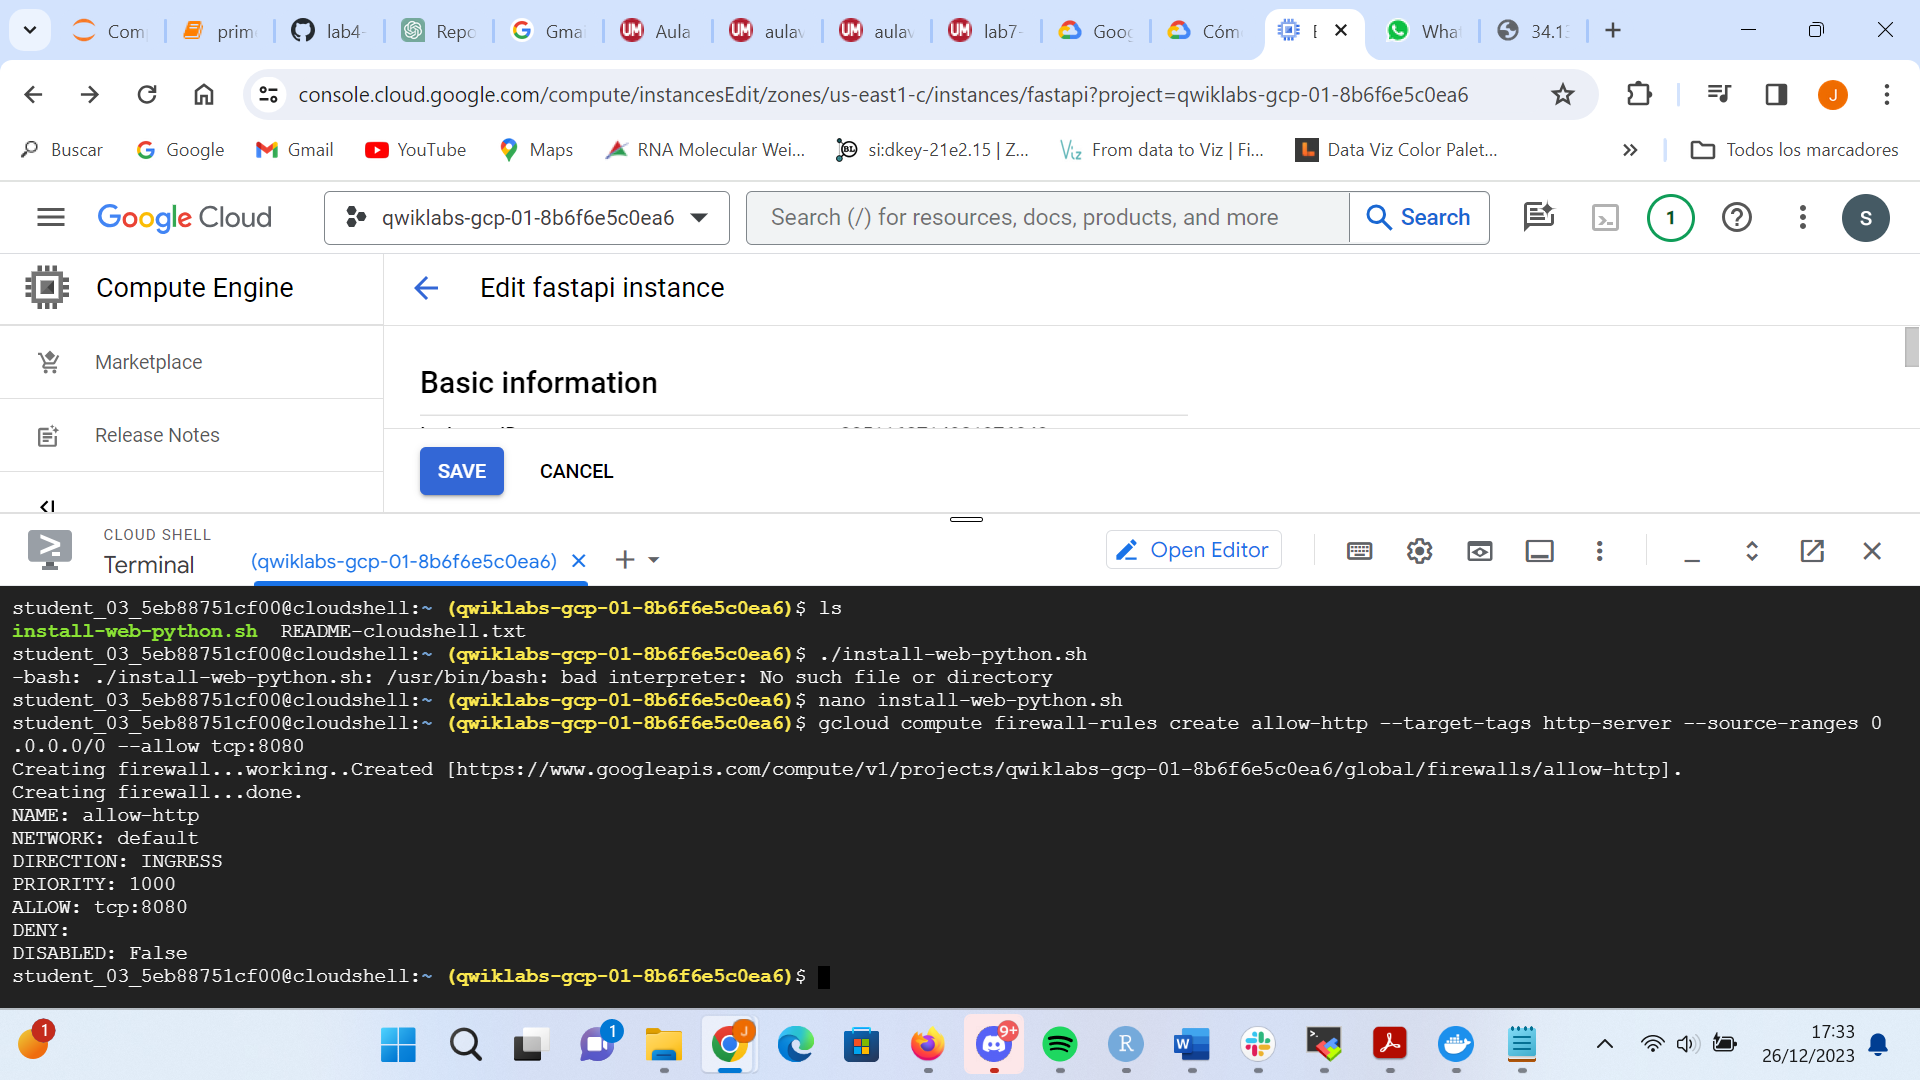 Com
prim
lab4-
Repo
Gmai
UM Aula
UM aulav
UM aulav
UM lab7-
Goog
Cóm
E
What
34.13
console.cloud.google.com/compute/instancesEdit/zones/us-east1-c/instances/fastapi?project=qwiklabs-gcp-01-8b6f6e5c0ea6
J
Buscar
Google
Gmail
YouTube
Maps
RNA Molecular Wei...
si:dkey-21e2.15 | Z...
From data to Viz | Fi...
Data Viz Color Palet...
Todos los marcadores
Google Cloud
qwiklabs-gcp-01-8b6f6e5c0ea6
Search (/) for resources, docs, products, and more
Search
1
S
Compute Engine
Edit fastapi instance
Marketplace
Basic information
Release Notes
SAVE
CANCEL
CLOUD SHELL
Terminal
(qwiklabs-gcp-01-8b6f6e5c0ea6)
Open Editor
student_03_5eb88751cf00@cloudshell:~ (qwiklabs-gcp-01-8b6f6e5c0ea6)$ ls
install-web-python.sh  README-cloudshell.txt
student_03_5eb88751cf00@cloudshell:~ (qwiklabs-gcp-01-8b6f6e5c0ea6)$ ./install-web-python.sh
-bash: ./install-web-python.sh: /usr/bin/bash: bad interpreter: No such file or directory
student_03_5eb88751cf00@cloudshell:~ (qwiklabs-gcp-01-8b6f6e5c0ea6)$ nano install-web-python.sh
student_03_5eb88751cf00@cloudshell:~ (qwiklabs-gcp-01-8b6f6e5c0ea6)$ gcloud compute firewall-rules create allow-http --target-tags http-server --source-ranges 0
.0.0.0/0 --allow tcp:8080
Creating firewall...working..Created [https://www.googleapis.com/compute/v1/projects/qwiklabs-gcp-01-8b6f6e5c0ea6/global/firewalls/allow-http].
Creating firewall...done.
NAME: allow-http
NETWORK: default
DIRECTION: INGRESS
PRIORITY: 1000
ALLOW: tcp:8080
DENY:
DISABLED: False
student_03_5eb88751cf00@cloudshell:~ (qwiklabs-gcp-01-8b6f6e5c0ea6)$
1
1
J
9+
R
W
17:33
26/12/2023